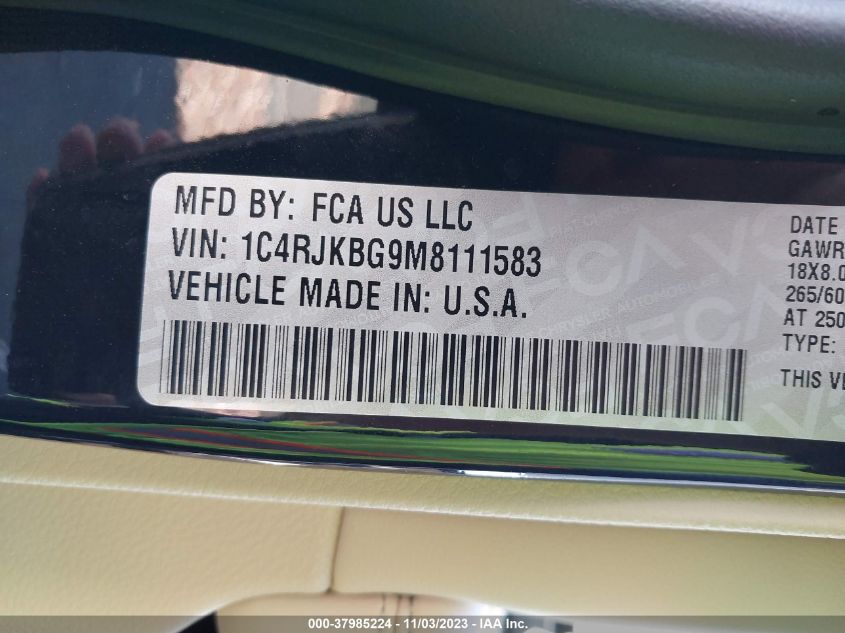 MFD BY: FCA US LLC
VIN: 1C4RJKBG9M8111583
VEHICLE MADE IN: U.S.A.
DATE
GAWR
18X8.0
265/60
AT 250
TYPE:
THIS VE
000-37985224 - 11/03/2023 - © IAA Inc.